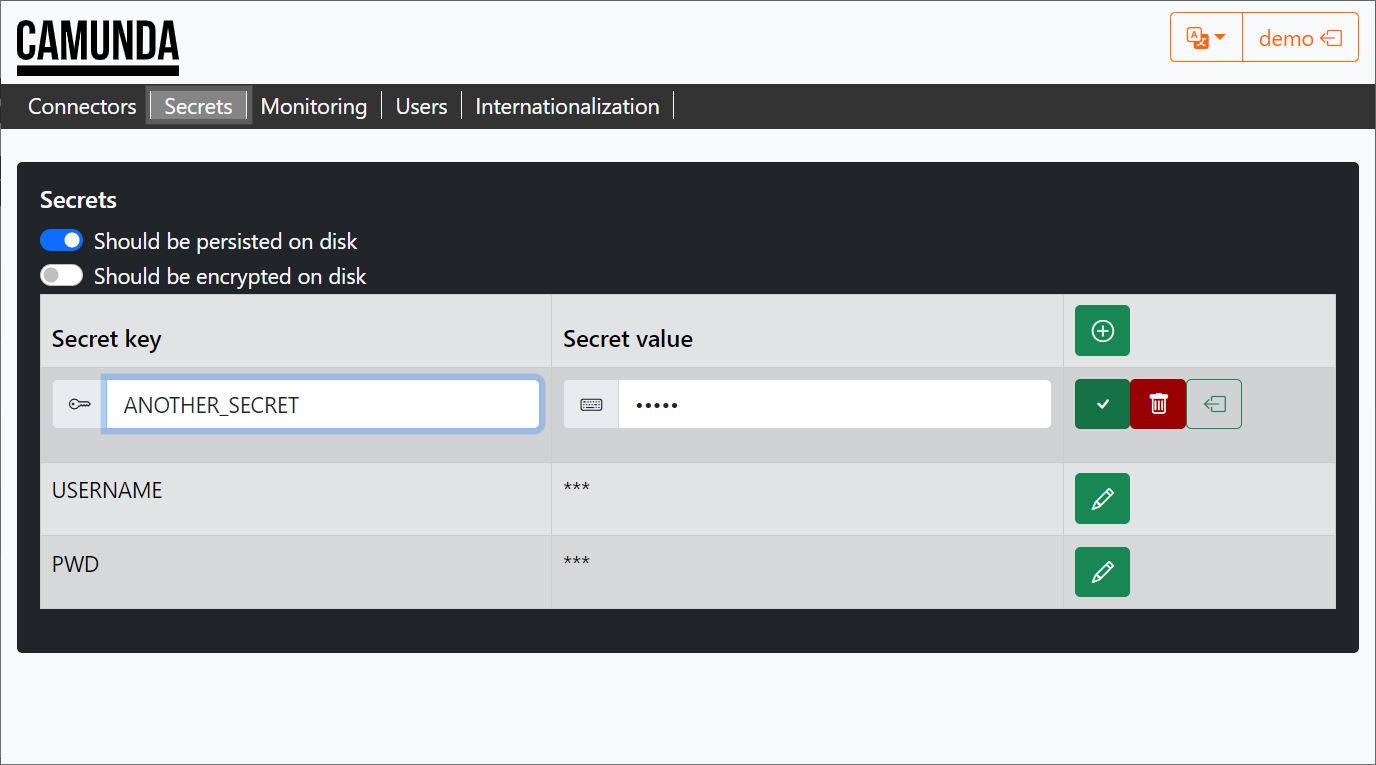 CAMUNDA
demo
Connectors Secrets Monitoring Users Internationalization
Secrets
Should be persisted on disk
Should be encrypted on disk
Secret key Secret value
ANOTHER_SECRET •••••
USERNAME ***
PWD ***